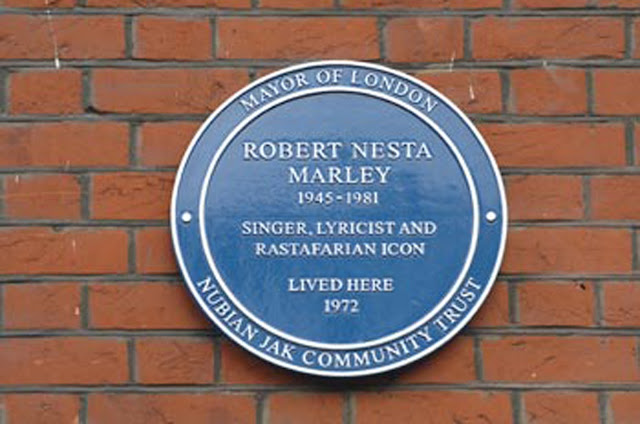 MAYOR OF LONDON
ROBERT NESTA
MARLEY
1945-1981
SINGER, LYRICIST AND
RASTAFARIAN ICON
LIVED HERE
1972
NUBIAN JAK COMMUNITY TRUST